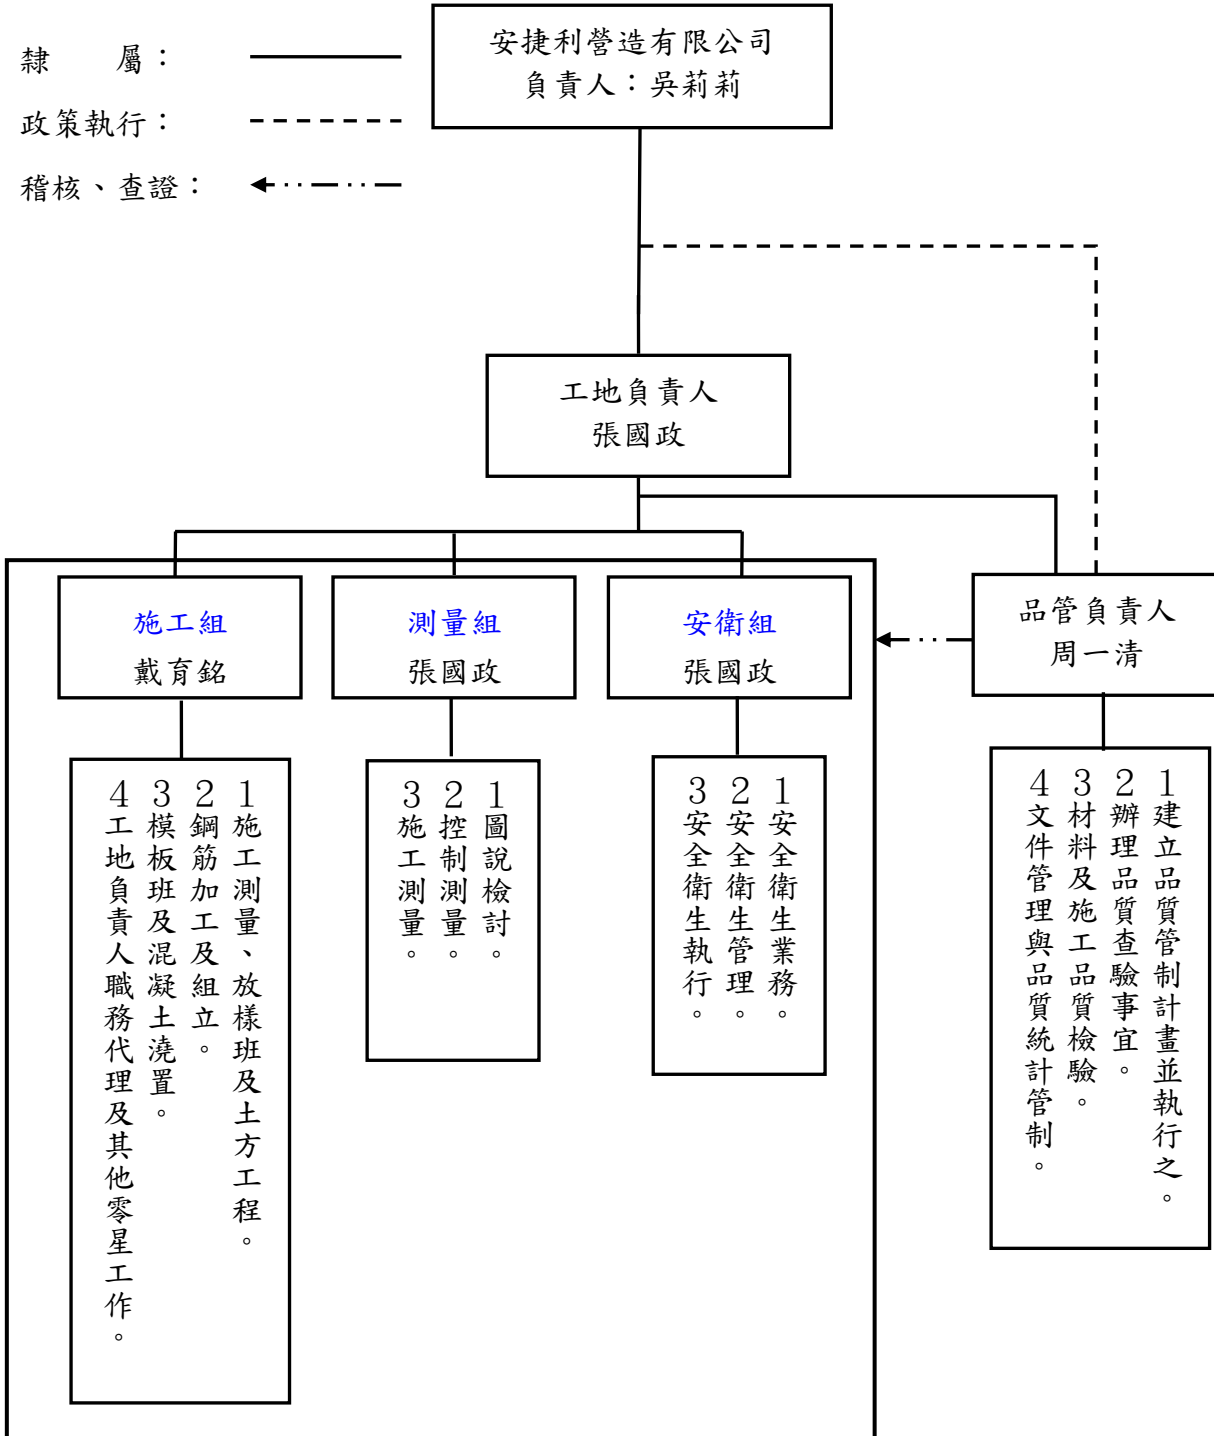 安捷利營造有限公司
負責人：吳莉莉
隸　　屬：
政策執行：
稽核、查證：
工地負責人
張國政
施工組
戴育銘
測量組
張國政
安衛組
張國政
品管負責人
周一清
1施工測量、放樣班及土方工程。
2鋼筋加工及組立。
3模板班及混凝土澆置。
4工地負責人職務代理及其他零星工作。
1圖說檢討。
2控制測量。
3施工測量。
1安全衛生業務。
2安全衛生管理。
3安全衛生執行。
1建立品質管制計畫並執行之。
2辦理品質查驗事宜。
3材料及施工品質檢驗。
4文件管理與品質統計管制。